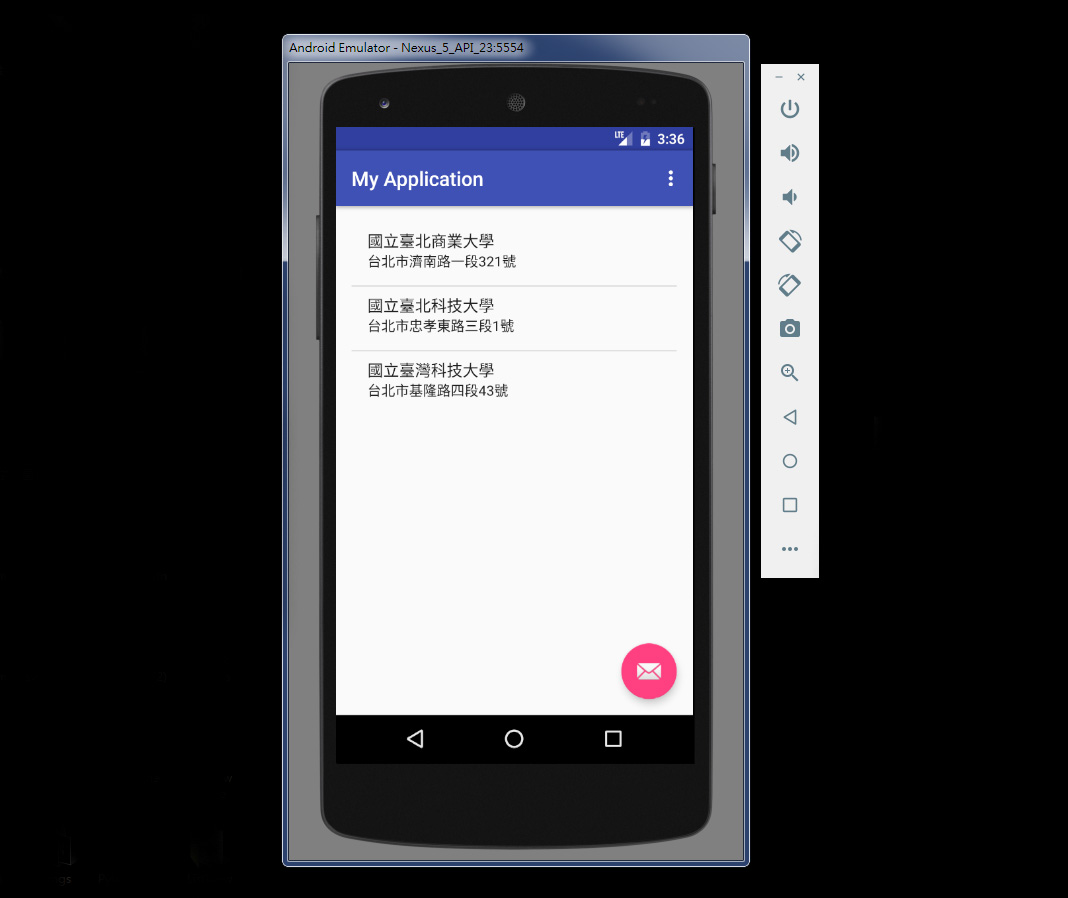 Android Emulator - Nexus_5_API_23:5554
LTE 3:36
My Application
國立臺北商業大學
台北市濟南路一段321號
國立臺北科技大學
台北市忠孝東路三段1號
國立臺灣科技大學
台北市基隆路四段43號